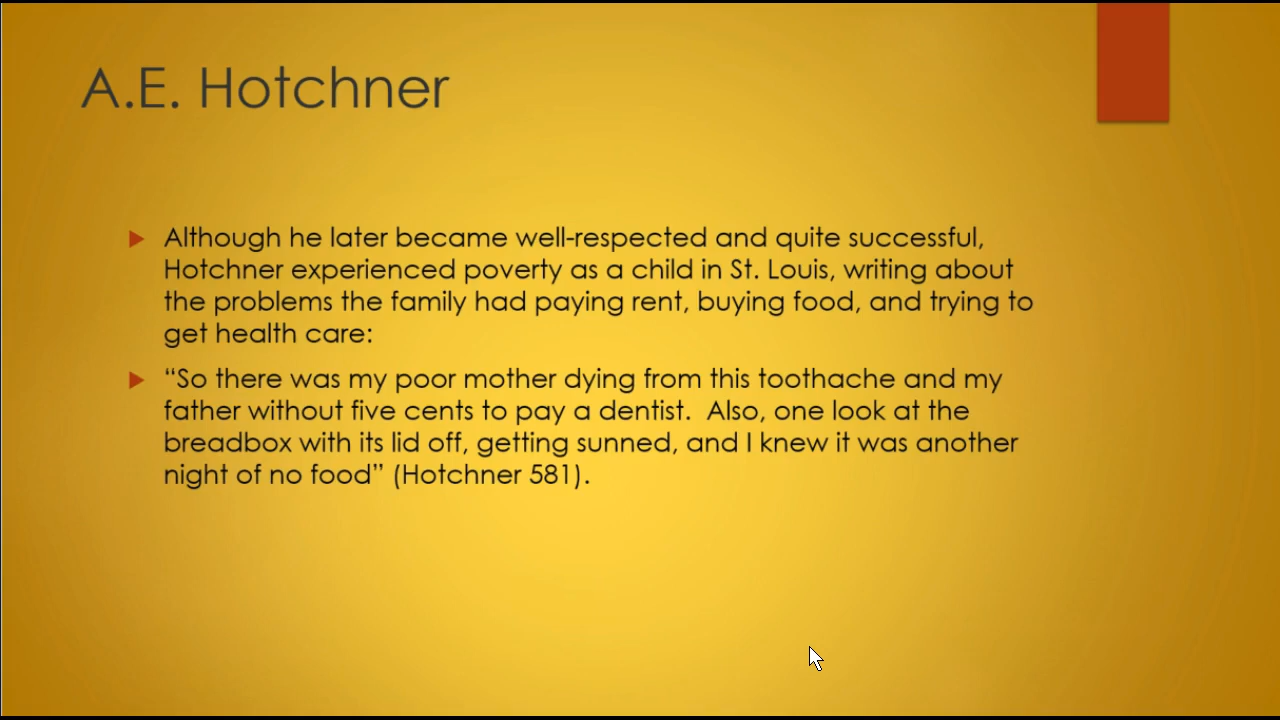 A.E. Hotchner
Although he later became well-respected and quite successful,
Hotchner experienced poverty as a child in St. Louis, writing about
the problems the family had paying rent, buying food, and trying to
get health care:
“So there was my poor mother dying from this toothache and my
father without five cents to pay a dentist.  Also, one look at the
breadbox with its lid off, getting sunned, and I knew it was another
night of no food” (Hotchner 581).